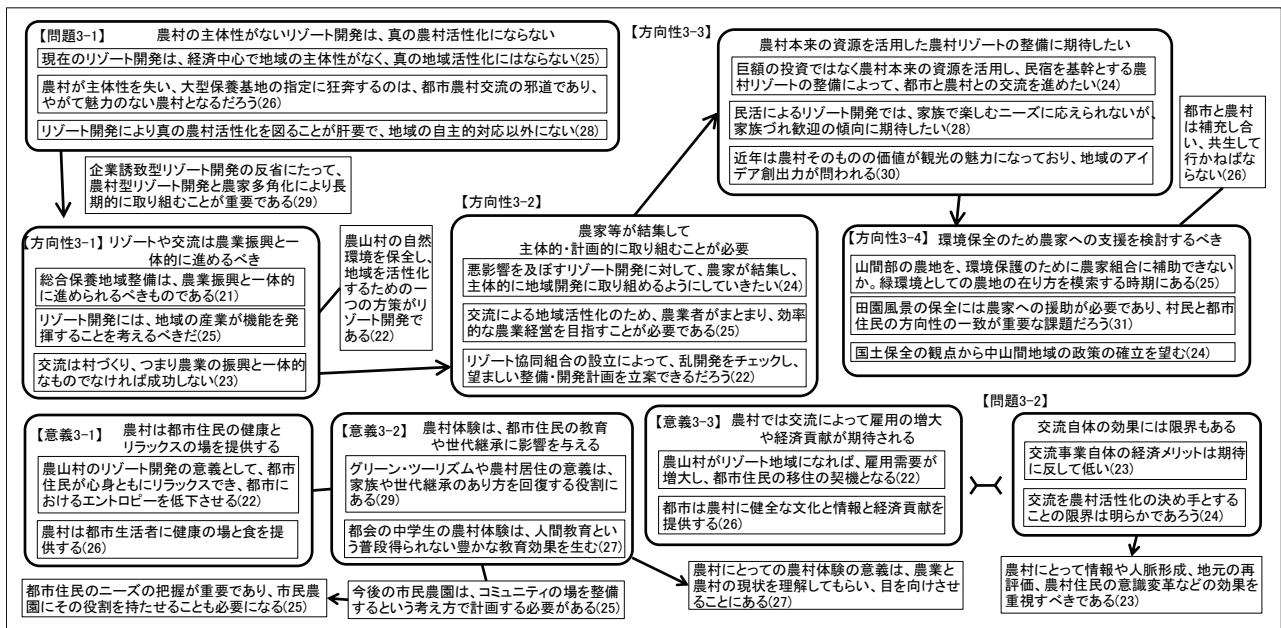 【問題3-1】 農村の主体性がないリゾート開発は、真の農村活性化にならない
現在のリゾート開発は、経済中心で地域の主体性がなく、真の地域活性化にはならない(25)
農村が主体性を失い、大型保養基地の指定に狂奔するのは、都市農村交流の邪道であり、
やがて魅力のない農村となるだろう(26)
リゾート開発により真の農村活性化を図ることが肝要で、地域の自主的対応以外にない(28)
企業誘致型リゾート開発の反省にたって、
農村型リゾート開発と農家多角化により長
期的に取り組むことが重要である(29)
【方向性3-1】 リゾートや交流は農業振興と一
体的に進めるべき
総合保養地域整備は、農業振興と一体的
に進められるべきものである(21)
リゾート開発には、地域の産業が機能を発
揮することを考えるべきだ(25)
交流は村づくり、つまり農業の振興と一体的
なものでなければ成功しない(23)
農山村の自然
環境を保全し、
地域を活性化
するための一
つの方策がリ
ゾート開発で
ある(22)
【方向性3-2】
農家等が結集して
主体的・計画的に取り組むことが必要
悪影響を及ぼすリゾート開発に対して、農家が結集し、
主体的に地域開発に取り組めるようにしていきたい(24)
交流による地域活性化のため、農業者がまとまり、効率
的な農業経営を目指すことが必要である(25)
リゾート協同組合の設立によって、乱開発をチェックし、
望ましい整備・開発計画を立案できるだろう(22)
【方向性3-3】
農村本来の資源を活用した農村リゾートの整備に期待したい
巨額の投資ではなく農村本来の資源を活用し、民宿を基幹とする農
村リゾートの整備によって、都市と農村との交流を進めたい(24)
民活によるリゾート開発では、家族で楽しむニーズに応えられないが、
家族づれ歓迎の傾向に期待したい(28)
近年は農村そのものの価値が観光の魅力になっており、地域のアイ
デア創出力が問われる(30)
都市と農村
は補充し合
い、共生して
行かねばな
らない(26)
【方向性3-4】 環境保全のため農家への支援を検討するべき
山間部の農地を、環境保護のために農家組合に補助できない
か。緑環境としての農地の在り方を模索する時期にある(25)
田園風景の保全には農家への援助が必要であり、村民と都市
住民の方向性の一致が重要な課題だろう(31)
国土保全の観点から中山間地域の政策の確立を望む(24)
【意義3-1】 農村は都市住民の健康と
リラックスの場を提供する
農山村のリゾート開発の意義として、都市
住民が心身ともにリラックスでき、都市に
おけるエントロピーを低下させる(22)
農村は都市生活者に健康の場と食を提
供する(26)
【意義3-2】 農村体験は、都市住民の教育
や世代継承に影響を与える
グリーン・ツーリズムや農村居住の意義は、
家族や世代継承のあり方を回復する役割に
ある(29)
都会の中学生の農村体験は、人間教育とい
う普段得られない豊かな教育効果を生む(27)
【意義3-3】 農村では交流によって雇用の増大
や経済貢献が期待される
農山村がリゾート地域になれば、雇用需要が
増大し、都市住民の移住の契機となる(22)
都市は農村に健全な文化と情報と経済貢献を
提供する(26)
【問題3-2】
交流自体の効果には限界もある
交流事業自体の経済メリットは期待
に反して低い(23)
交流を農村活性化の決め手とする
ことの限界は明らかであろう(24)
都市住民のニーズの把握が重要であり、市民農
園にその役割を持たせることも必要になる(25)
今後の市民農園は、コミュニティの場を整備
するという考え方で計画する必要がある(25)
農村にとっての農村体験の意義は、農業と
農村の現状を理解してもらい、目を向けさせ
ることにある(27)
農村にとって情報や人脈形成、地元の再
評価、農村住民の意識変革などの効果を
重視すべきである(23)